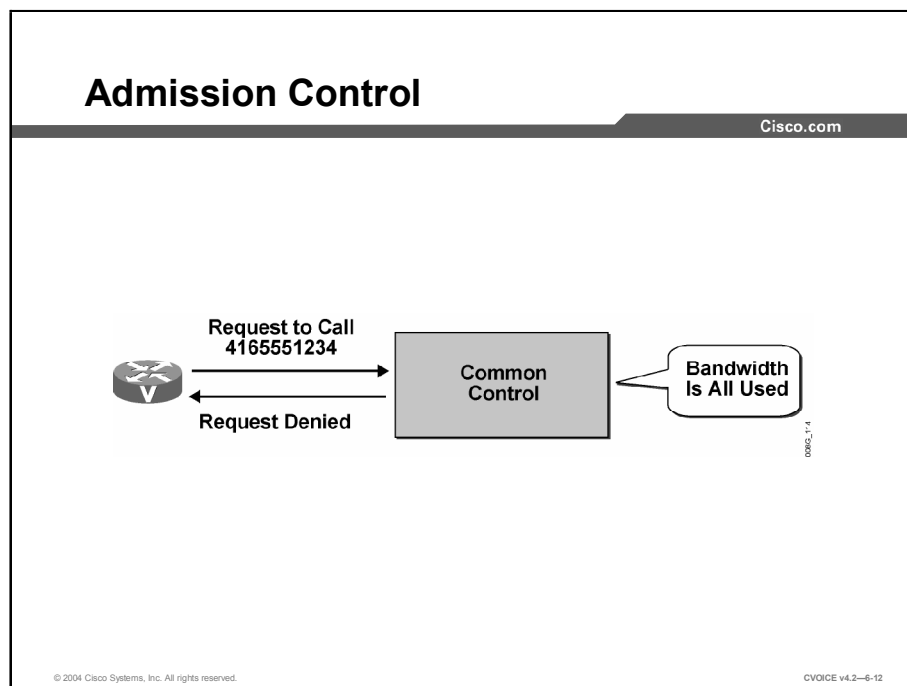 Admission Control
Cisco.com
Request to Call
4165551234
Common
Control
Bandwidth
Is All Used
V
Request Denied
© 2004 Cisco Systems, Inc. All rights reserved.
CVOICE v4.2—6-12